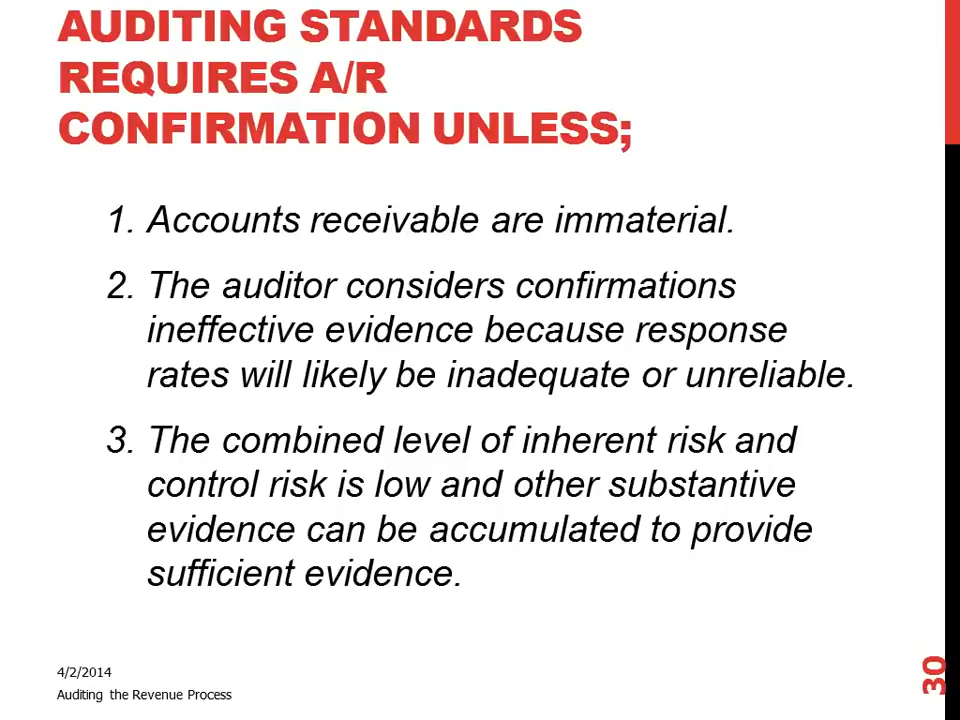 AUDITING STANDARDS
REQUIRES A/R
CONFIRMATION UNLESS;
1. Accounts receivable are immaterial.
2. The auditor considers confirmations
ineffective evidence because response
rates will likely be inadequate or unreliable.
3. The combined level of inherent risk and
control risk is low and other substantive
evidence can be accumulated to provide
sufficient evidence.
4/2/2014
Auditing the Revenue Process
30